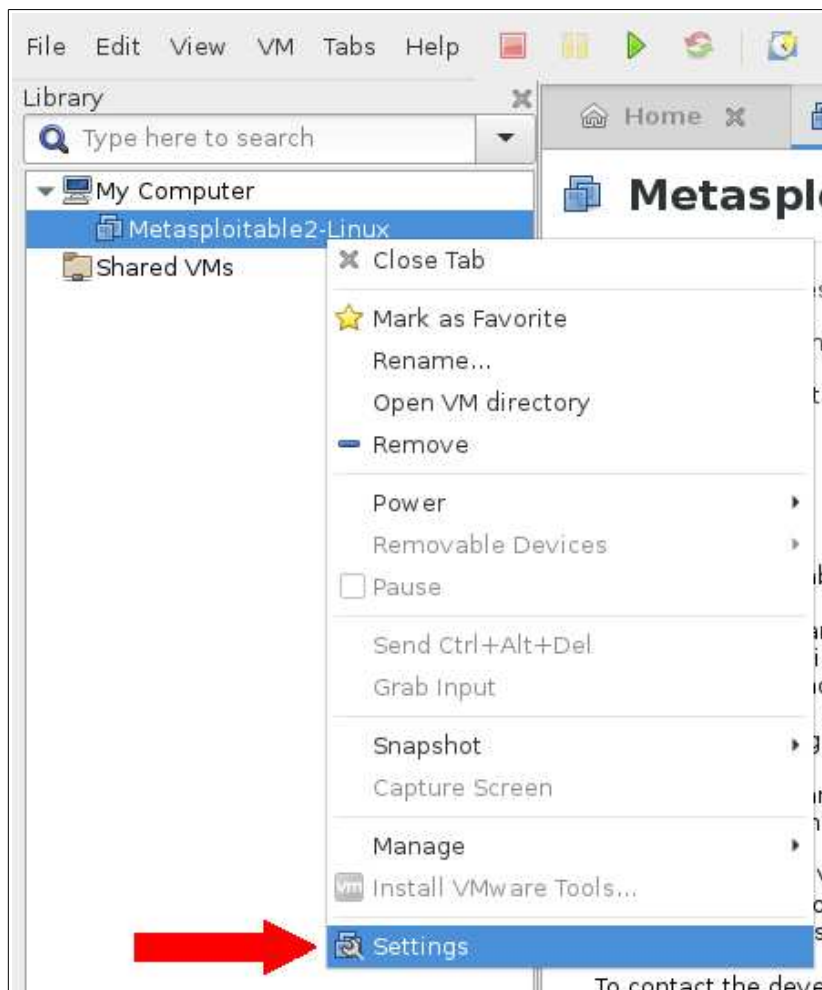 File Edit View VM Tabs Help
Library
Type here to search
Home
Metasplo
My Computer
Metasploitable2-Linux
Shared VMs
Close Tab
Mark as Favorite
Rename...
Open VM directory
Remove
Power
Removable Devices
Pause
Send Ctrl+Alt+Del
Grab Input
Snapshot
Capture Screen
Manage
vm Install VMware Tools...
Settings
To contact the deve